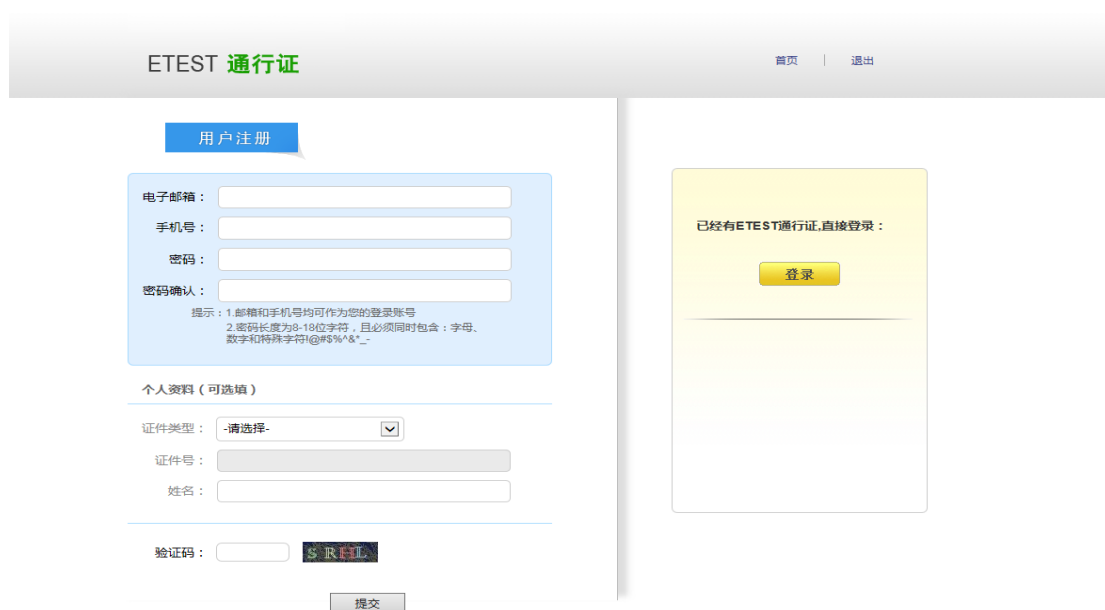 ETEST 通行证
首页 | 退出
用户注册
电子邮箱：
手机号：
密码：
密码确认：
提示：1.邮箱和手机号均可作为您的登录账号
2.密码长度为8-18位字符，且必须同时包含：字母、
数字和特殊字符!@#$%^&*_-
已经有ETEST通行证,直接登录：
登录
个人资料（可选填）
证件类型： -请选择-
证件号：
姓名：
验证码： S RHL
提交